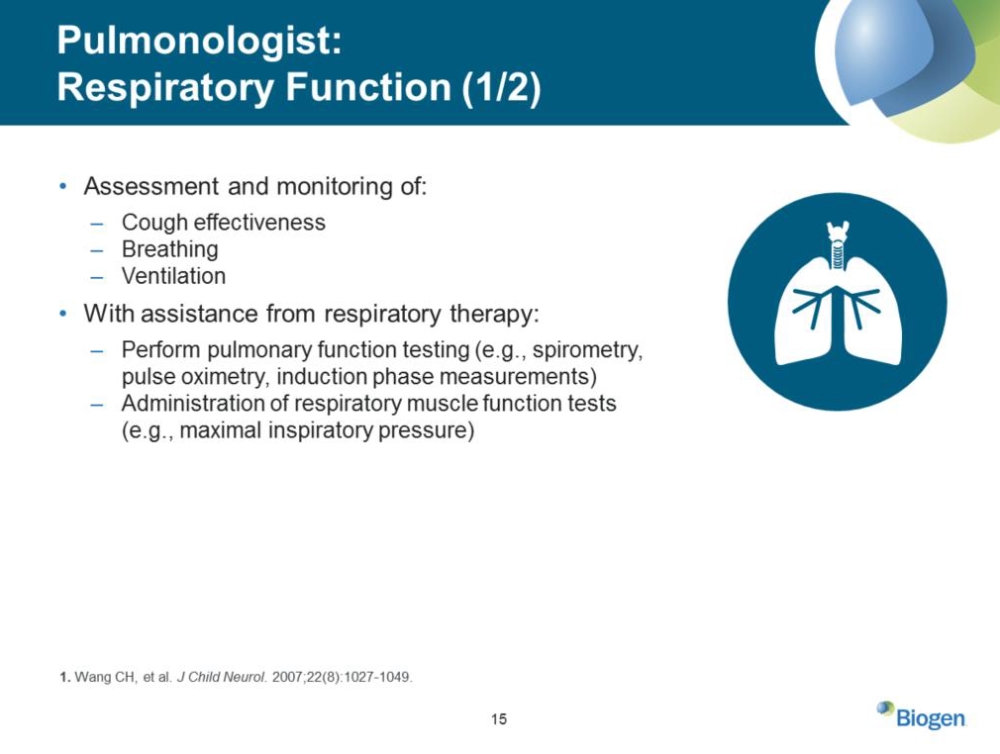 Pulmonologist:
Respiratory Function (1/2)
• Assessment and monitoring of:
– Cough effectiveness
– Breathing
– Ventilation
• With assistance from respiratory therapy:
– Perform pulmonary function testing (e.g., spirometry,
pulse oximetry, induction phase measurements)
– Administration of respiratory muscle function tests
(e.g., maximal inspiratory pressure)
1. Wang CH, et al. J Child Neurol. 2007;22(8):1027-1049.
15
Biogen